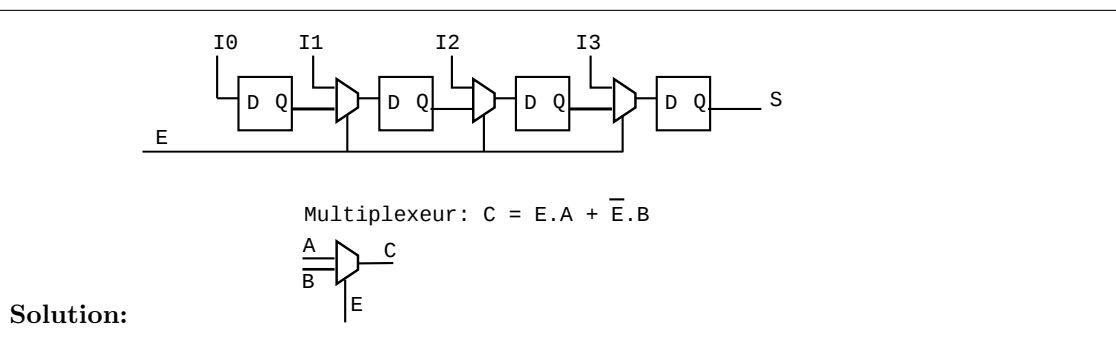 I0 I1 I2 I3
D Q D Q D Q D Q S
E
Multiplexeur: C = E.A + E̅.B
A C
B
E
Solution: